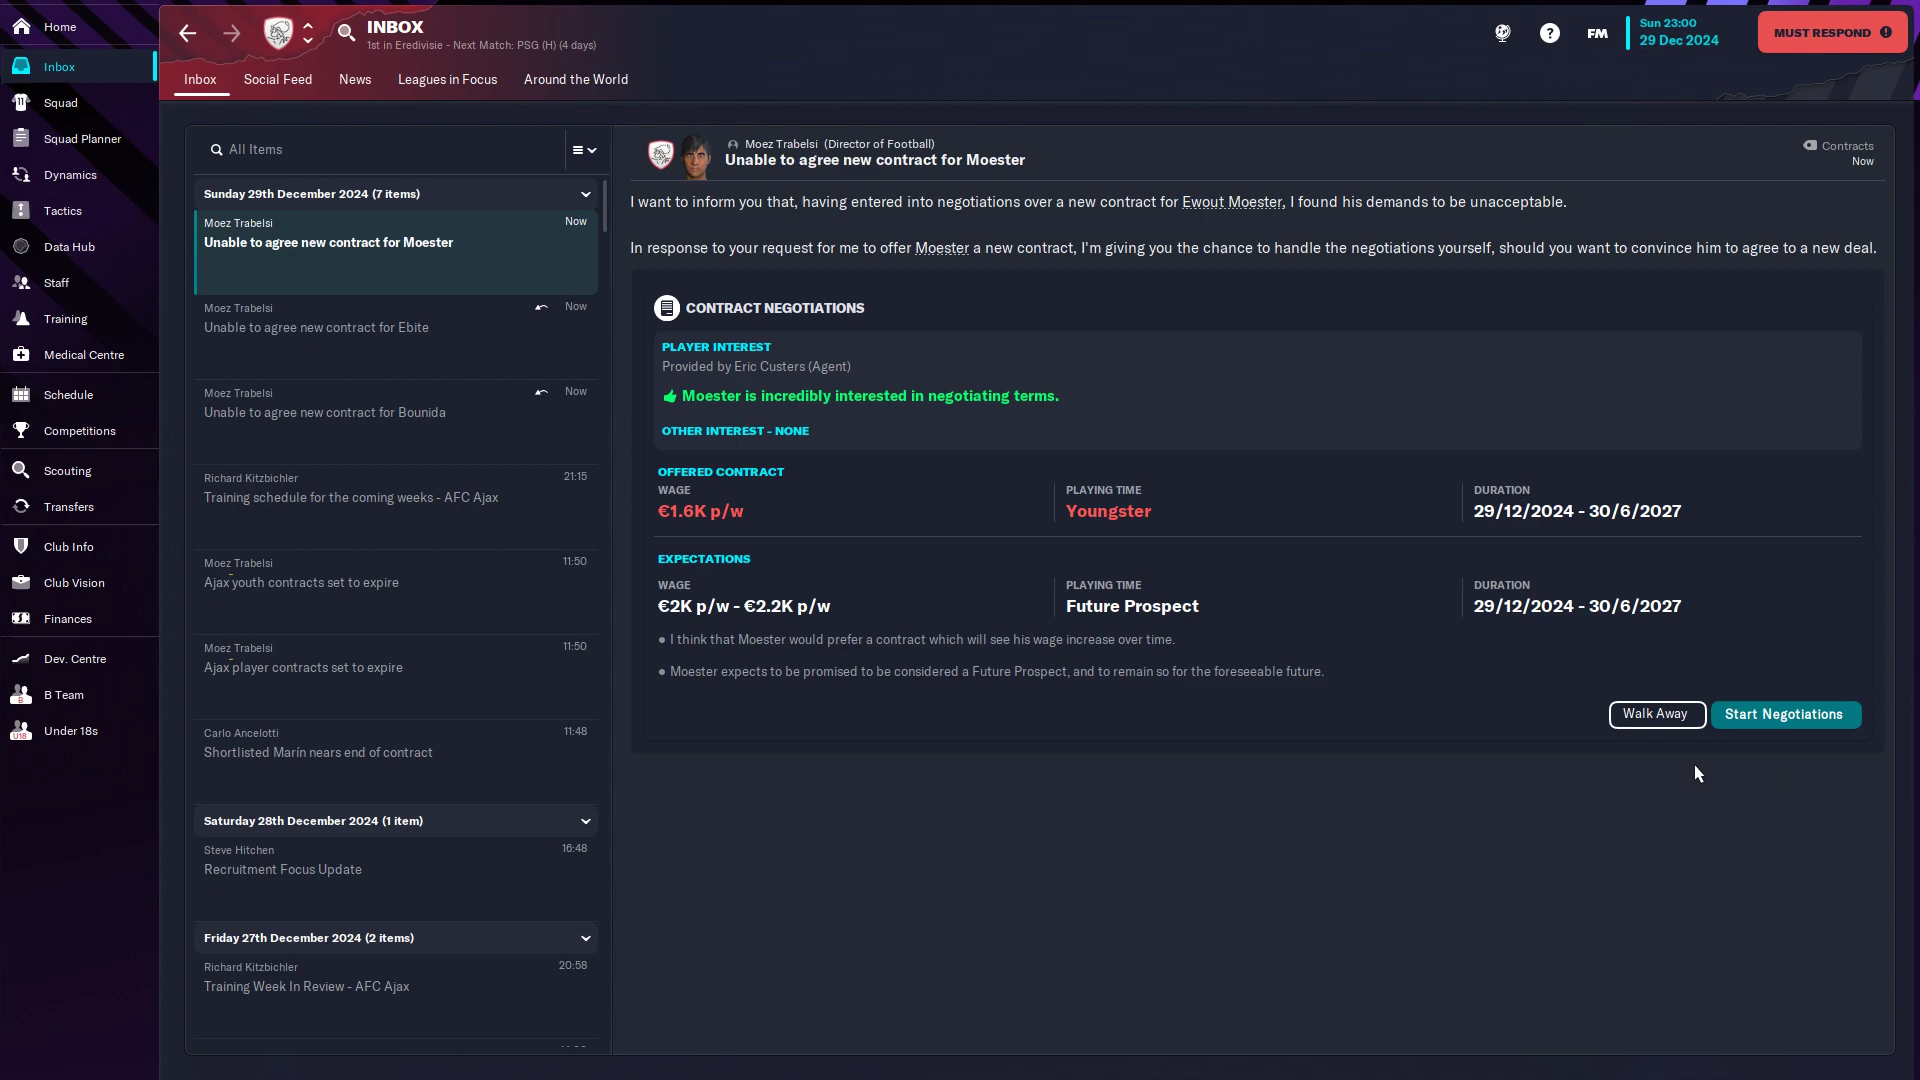 Home
Inbox
Squad
Squad Planner
Dynamics
Tactics
Data Hub
Staff
Training
Medical Centre
Schedule
Competitions
Scouting
Transfers
Club Info
Club Vision
Finances
Dev. Centre
B Team
Under 18s
INBOX
1st in Eredivisie - Next Match: PSG (H) (4 days)
Inbox Social Feed News Leagues in Focus Around the World
FM
Sun 23:00
29 Dec 2024
MUST RESPOND
All Items
Sunday 29th December 2024 (7 items)
Moez Trabelsi Now
Unable to agree new contract for Moester
Moez Trabelsi Now
Unable to agree new contract for Ebite
Moez Trabelsi Now
Unable to agree new contract for Bounida
Richard Kitzbichler 21:15
Training schedule for the coming weeks - AFC Ajax
Moez Trabelsi 11:50
Ajax youth contracts set to expire
Moez Trabelsi 11:50
Ajax player contracts set to expire
Carlo Ancelotti 11:48
Shortlisted Marín nears end of contract
Saturday 28th December 2024 (1 item)
Steve Hitchen 16:48
Recruitment Focus Update
Friday 27th December 2024 (2 items)
Richard Kitzbichler 20:58
Training Week In Review - AFC Ajax
Moez Trabelsi (Director of Football)
Unable to agree new contract for Moester
Contracts
Now
I want to inform you that, having entered into negotiations over a new contract for Ewout Moester, I found his demands to be unacceptable.
In response to your request for me to offer Moester a new contract, I'm giving you the chance to handle the negotiations yourself, should you want to convince him to agree to a new deal.
CONTRACT NEGOTIATIONS
PLAYER INTEREST
Provided by Eric Custers (Agent)
Moester is incredibly interested in negotiating terms.
OTHER INTEREST - NONE
OFFERED CONTRACT
WAGE PLAYING TIME DURATION
€1.6K p/w Youngster 29/12/2024 - 30/6/2027
EXPECTATIONS
WAGE PLAYING TIME DURATION
€2K p/w - €2.2K p/w Future Prospect 29/12/2024 - 30/6/2027
• I think that Moester would prefer a contract which will see his wage increase over time.
• Moester expects to be promised to be considered a Future Prospect, and to remain so for the foreseeable future.
Walk Away Start Negotiations